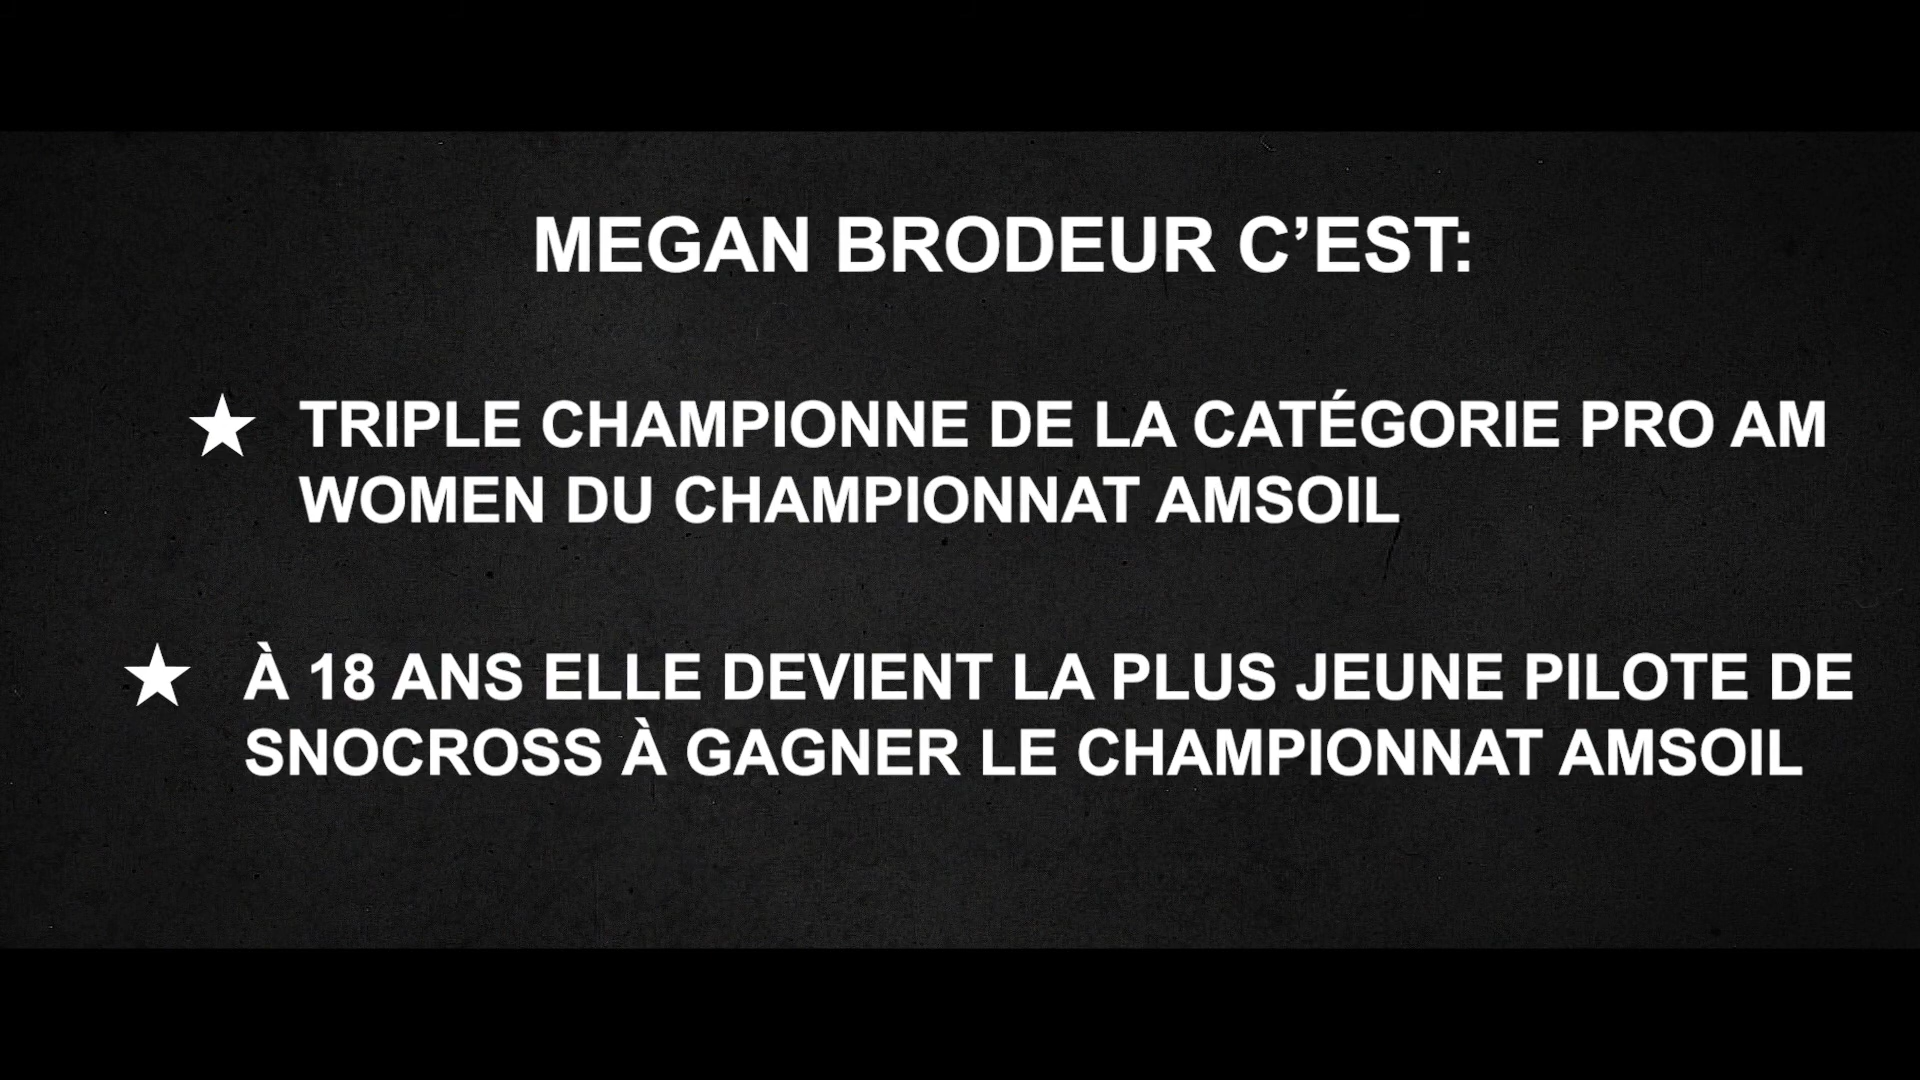 MEGAN BRODEUR C’EST:
★ TRIPLE CHAMPIONNE DE LA CATÉGORIE PRO AM
WOMEN DU CHAMPIONNAT AMSOIL
★ À 18 ANS ELLE DEVIENT LA PLUS JEUNE PILOTE DE
SNOCROSS À GAGNER LE CHAMPIONNAT AMSOIL